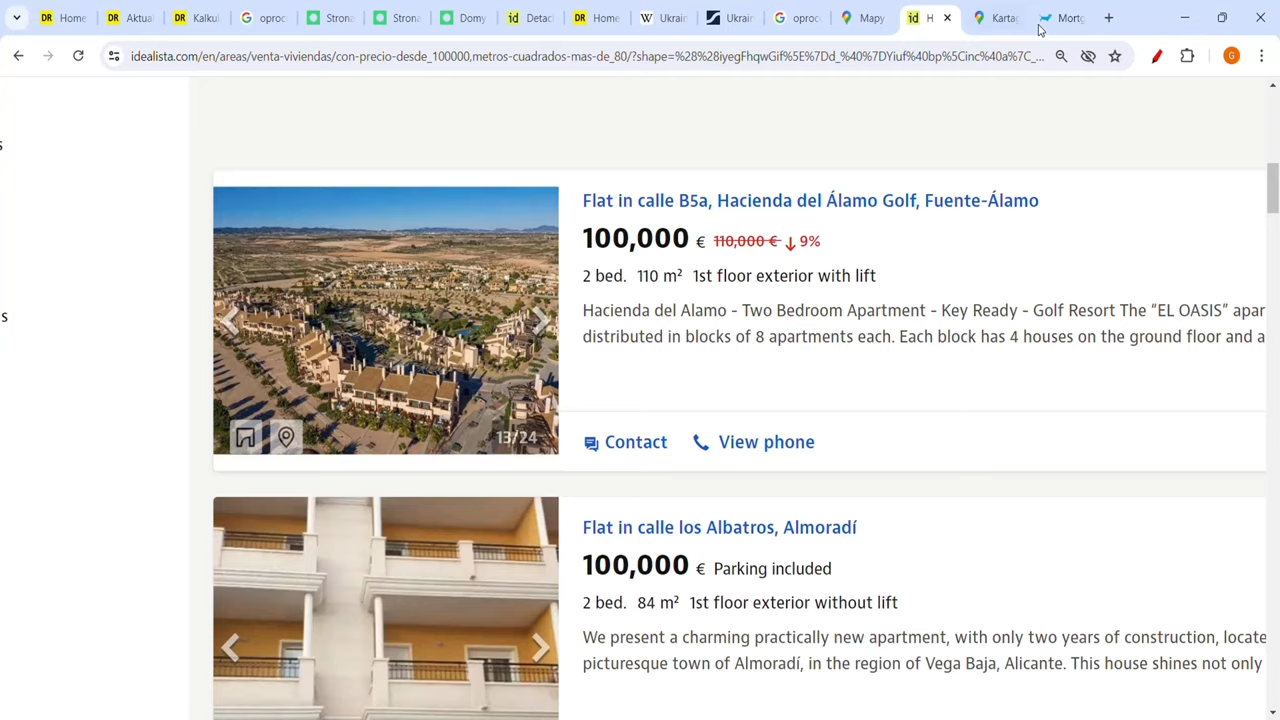 Home
Aktual
Kalkul
oproc
Strona
Strona
Domy
Detac
Home
Ukrain
Ukrain
oproc
Mapy
H
Kartag
Mortg
idealista.com/en/areas/venta-viviendas/con-precio-desde_100000,metros-cuadrados-mas-de_80/?shape=%28%28iyegFhqwGif%5E%7Dd_%40%7DYiuf%40bp%5Cinc%40a%7C_...
G
s
s
Flat in calle B5a, Hacienda del Álamo Golf, Fuente-Álamo
100,000 € 110,000 € 9%
2 bed. 110 m² 1st floor exterior with lift
Hacienda del Alamo - Two Bedroom Apartment - Key Ready - Golf Resort The “EL OASIS” apar
distributed in blocks of 8 apartments each. Each block has 4 houses on the ground floor and a
13/24
Contact View phone
Flat in calle los Albatros, Almoradí
100,000 € Parking included
2 bed. 84 m² 1st floor exterior without lift
We present a charming practically new apartment, with only two years of construction, locate
picturesque town of Almoradí, in the region of Vega Baja, Alicante. This house shines not only